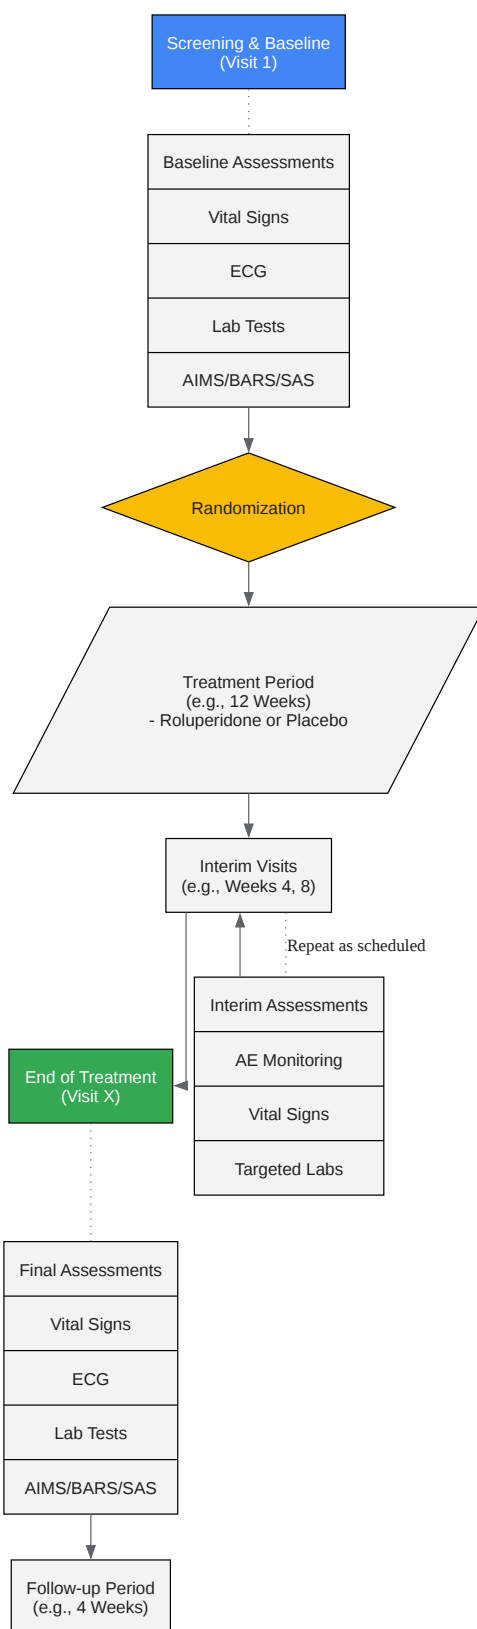 Screening & Baseline
(Visit 1)
Baseline Assessments
Vital Signs
ECG
Lab Tests
AIMS/BARS/SAS
Randomization
Treatment Period
(e.g., 12 Weeks)
- Roluperidone or Placebo
Interim Visits
(e.g., Weeks 4, 8)
Repeat as scheduled
Interim Assessments
AE Monitoring
Vital Signs
Targeted Labs
End of Treatment
(Visit X)
Final Assessments
Vital Signs
ECG
Lab Tests
AIMS/BARS/SAS
Follow-up Period
(e.g., 4 Weeks)